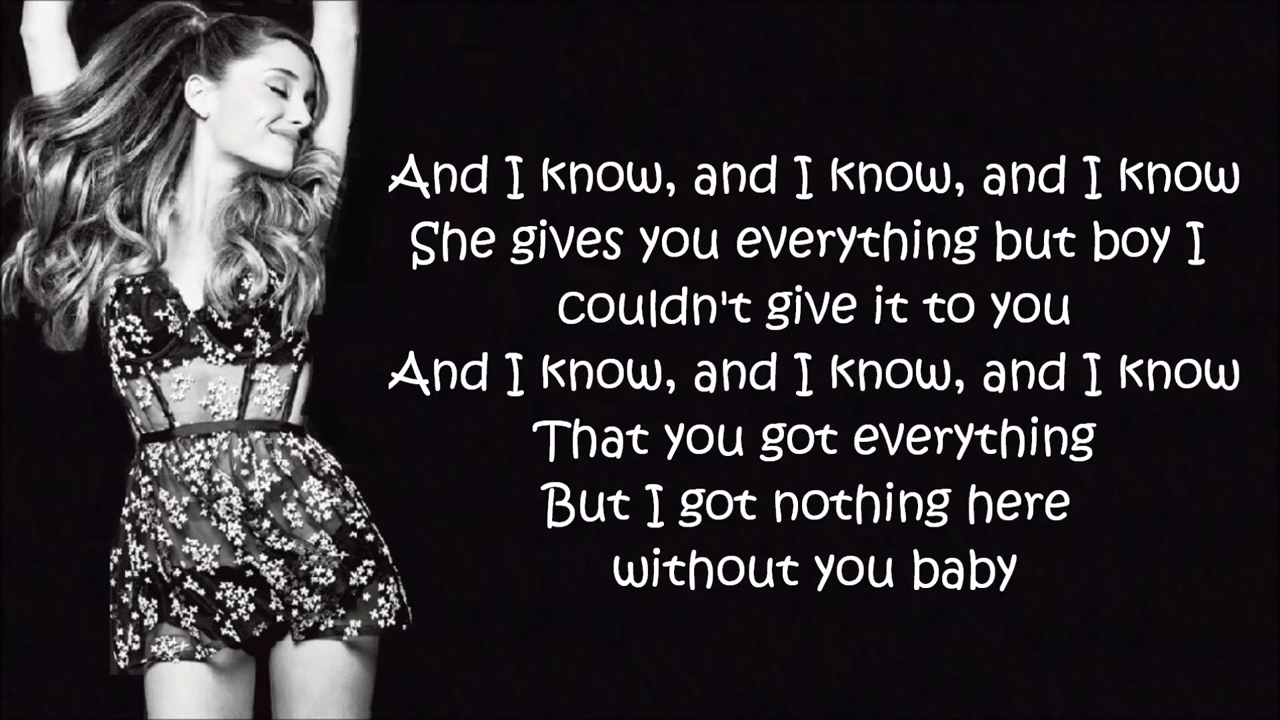 And I know, and I know, and I know
She gives you everything but boy I
couldn't give it to you
And I know, and I know, and I know
That you got everything
But I got nothing here
without you baby